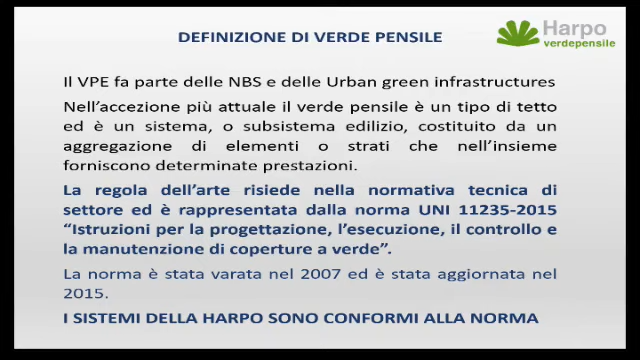 DEFINIZIONE DI VERDE PENSILE
Harpo
verdepensile
Il VPE fa parte delle NBS e delle Urban green infrastructures
Nell'accezione più attuale il verde pensile è un tipo di tetto
ed è un sistema, o subsistema edilizio, costituito da un
aggregazione di elementi o strati che nell'insieme
forniscono determinate prestazioni.
La regola dell'arte risiede nella normativa tecnica di
settore ed è rappresentata dalla norma UNI 11235-2015
“Istruzioni per la progettazione, l'esecuzione, il controllo e
la manutenzione di coperture a verde”.
La norma è stata varata nel 2007 ed è stata aggiornata nel
2015.
I SISTEMI DELLA HARPO SONO CONFORMI ALLA NORMA